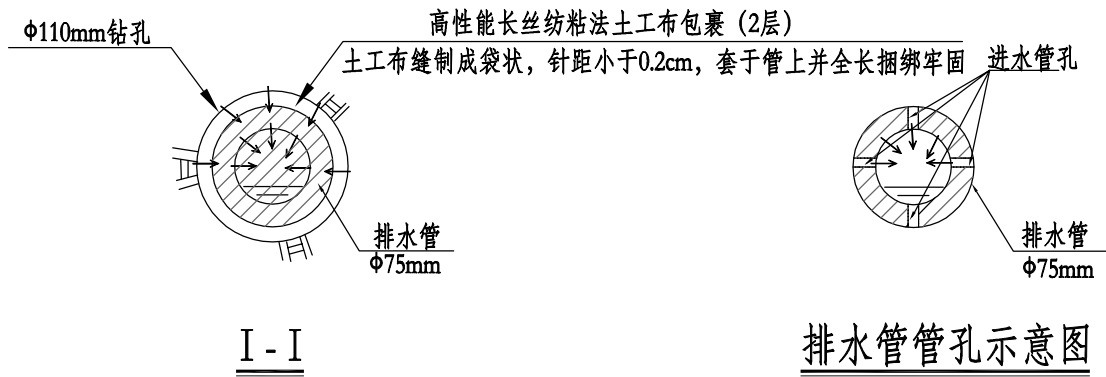 Φ110mm钻孔
高性能长丝纺粘法土工布包裹（2层）
土工布缝制成袋状，针距小于0.2cm，套于管上并全长捆绑牢固
进水管孔
排水管
Φ75mm
排水管
Φ75mm
I-I
排水管管孔示意图